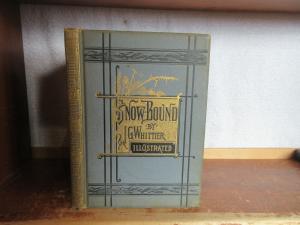 SNOW-BOUND
BY
J.G. WHITTIER
ILLUSTRATED